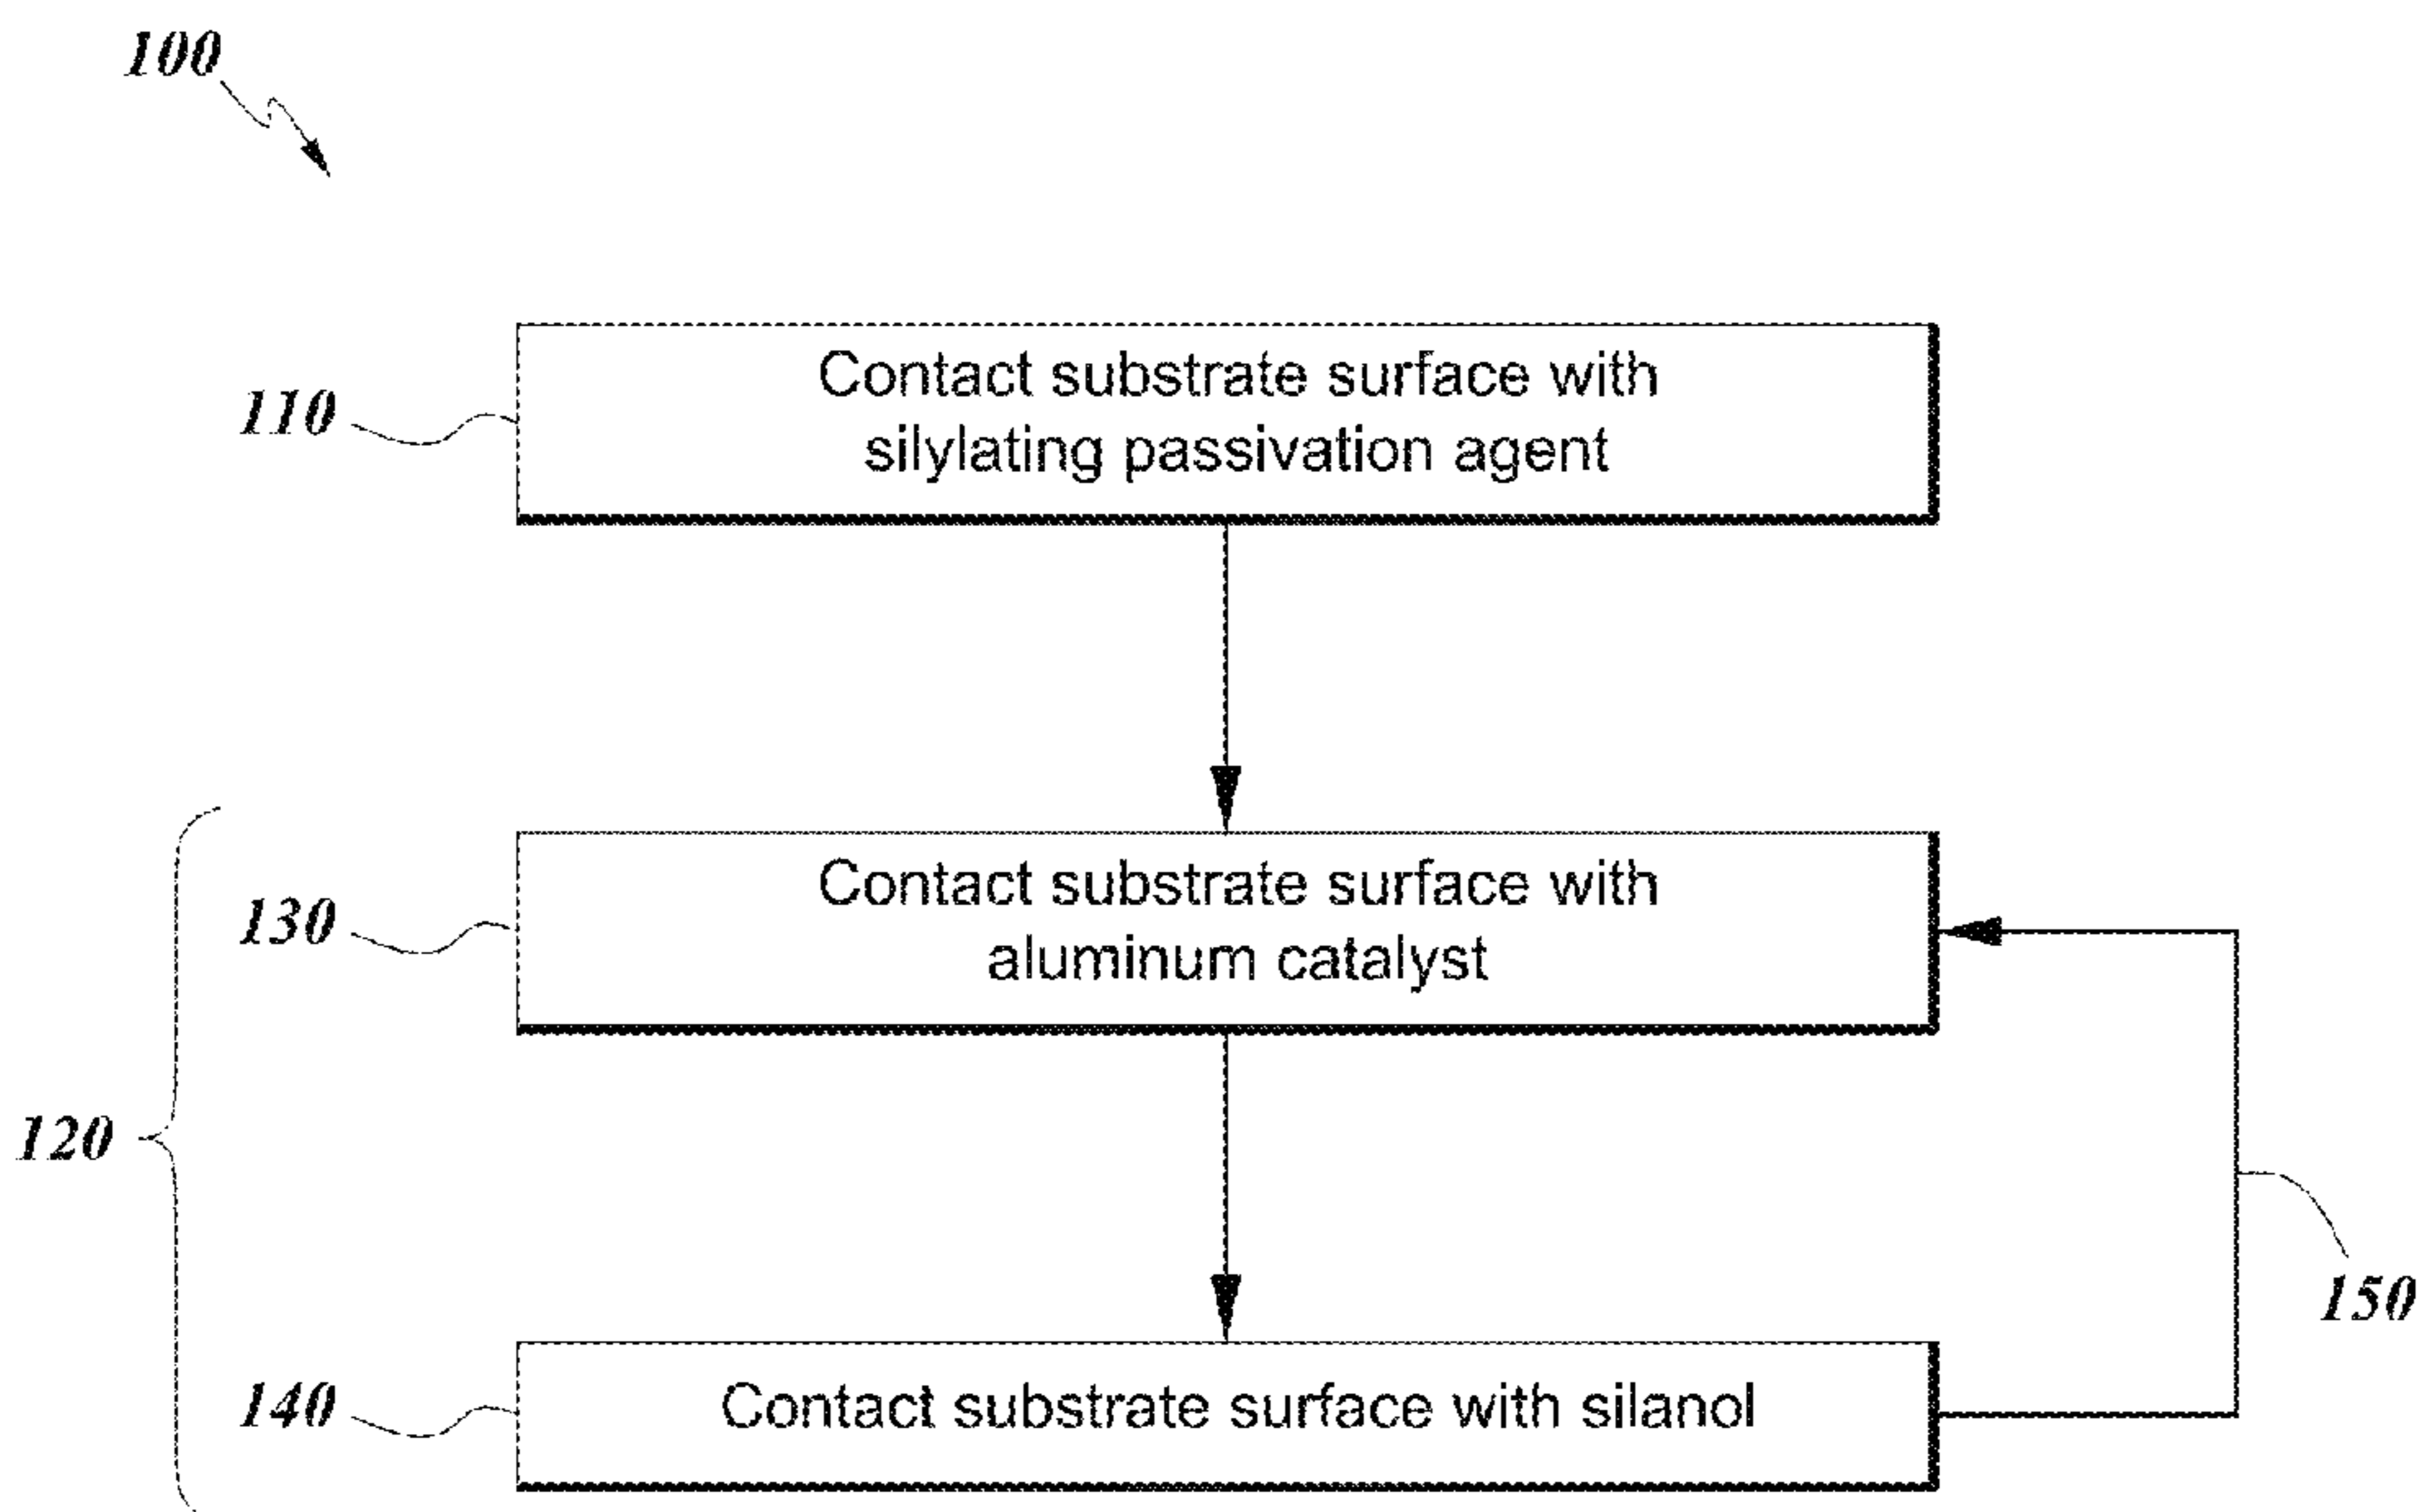 100
110
Contact substrate surface with
silylating passivation agent
130
Contact substrate surface with
aluminum catalyst
120
150
140
Contact substrate surface with silanol